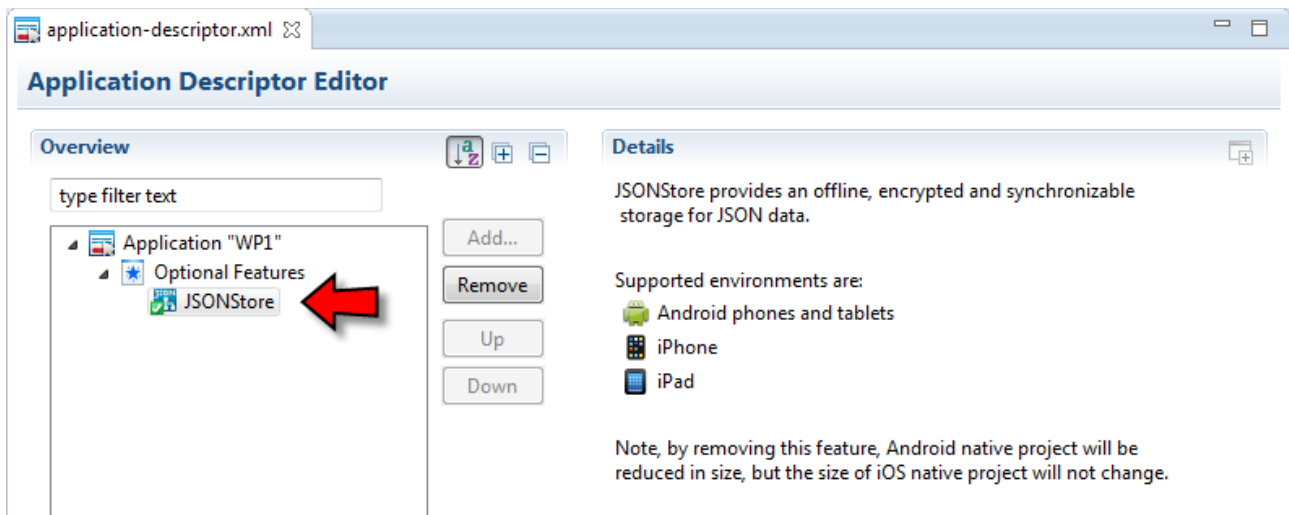 application-descriptor.xml
Application Descriptor Editor
Overview
type filter text
Application "WP1"
Optional Features
JSONStore
Add...
Remove
Up
Down
Details
JSONStore provides an offline, encrypted and synchronizable
storage for JSON data.
Supported environments are:
Android phones and tablets
iPhone
iPad
Note, by removing this feature, Android native project will be
reduced in size, but the size of iOS native project will not change.